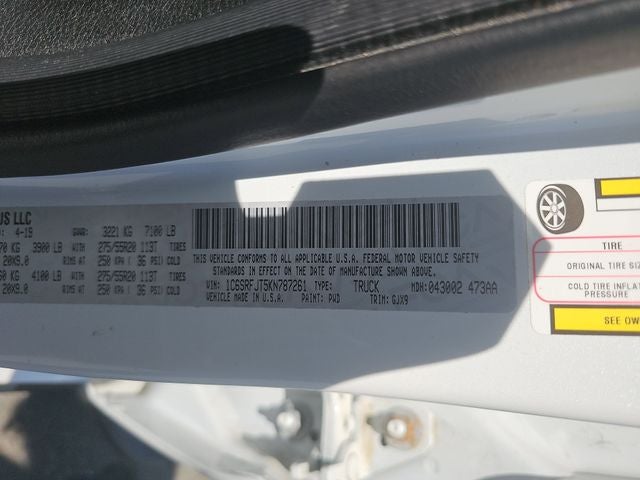 US LLC
4-19 GVWR: 3221 KG 7100 LB
70 KG 3900 LB WITH 275/55R20 113T TIRES
20X9.0 RIMS AT 250 KPA ( 36 PSI) COLD
60 KG 4100 LB WITH 275/55R20 113T TIRES
20X9.0 RIMS AT 250 KPA ( 36 PSI) COLD
THIS VEHICLE CONFORMS TO ALL APPLICABLE U.S.A. FEDERAL MOTOR VEHICLE SAFETY
STANDARDS IN EFFECT ON THE DATE OF MANUFACTURE SHOWN ABOVE.
VIN: 1C6SRFJT5KN787261 TYPE: TRUCK MDH: 043002 473AA
VEHICLE MADE IN U.S.A. PAINT: PWD TRIM: GJX9
TIRE
ORIGINAL TIRE SIZ
COLD TIRE INFLAT
PRESSURE
SEE OW